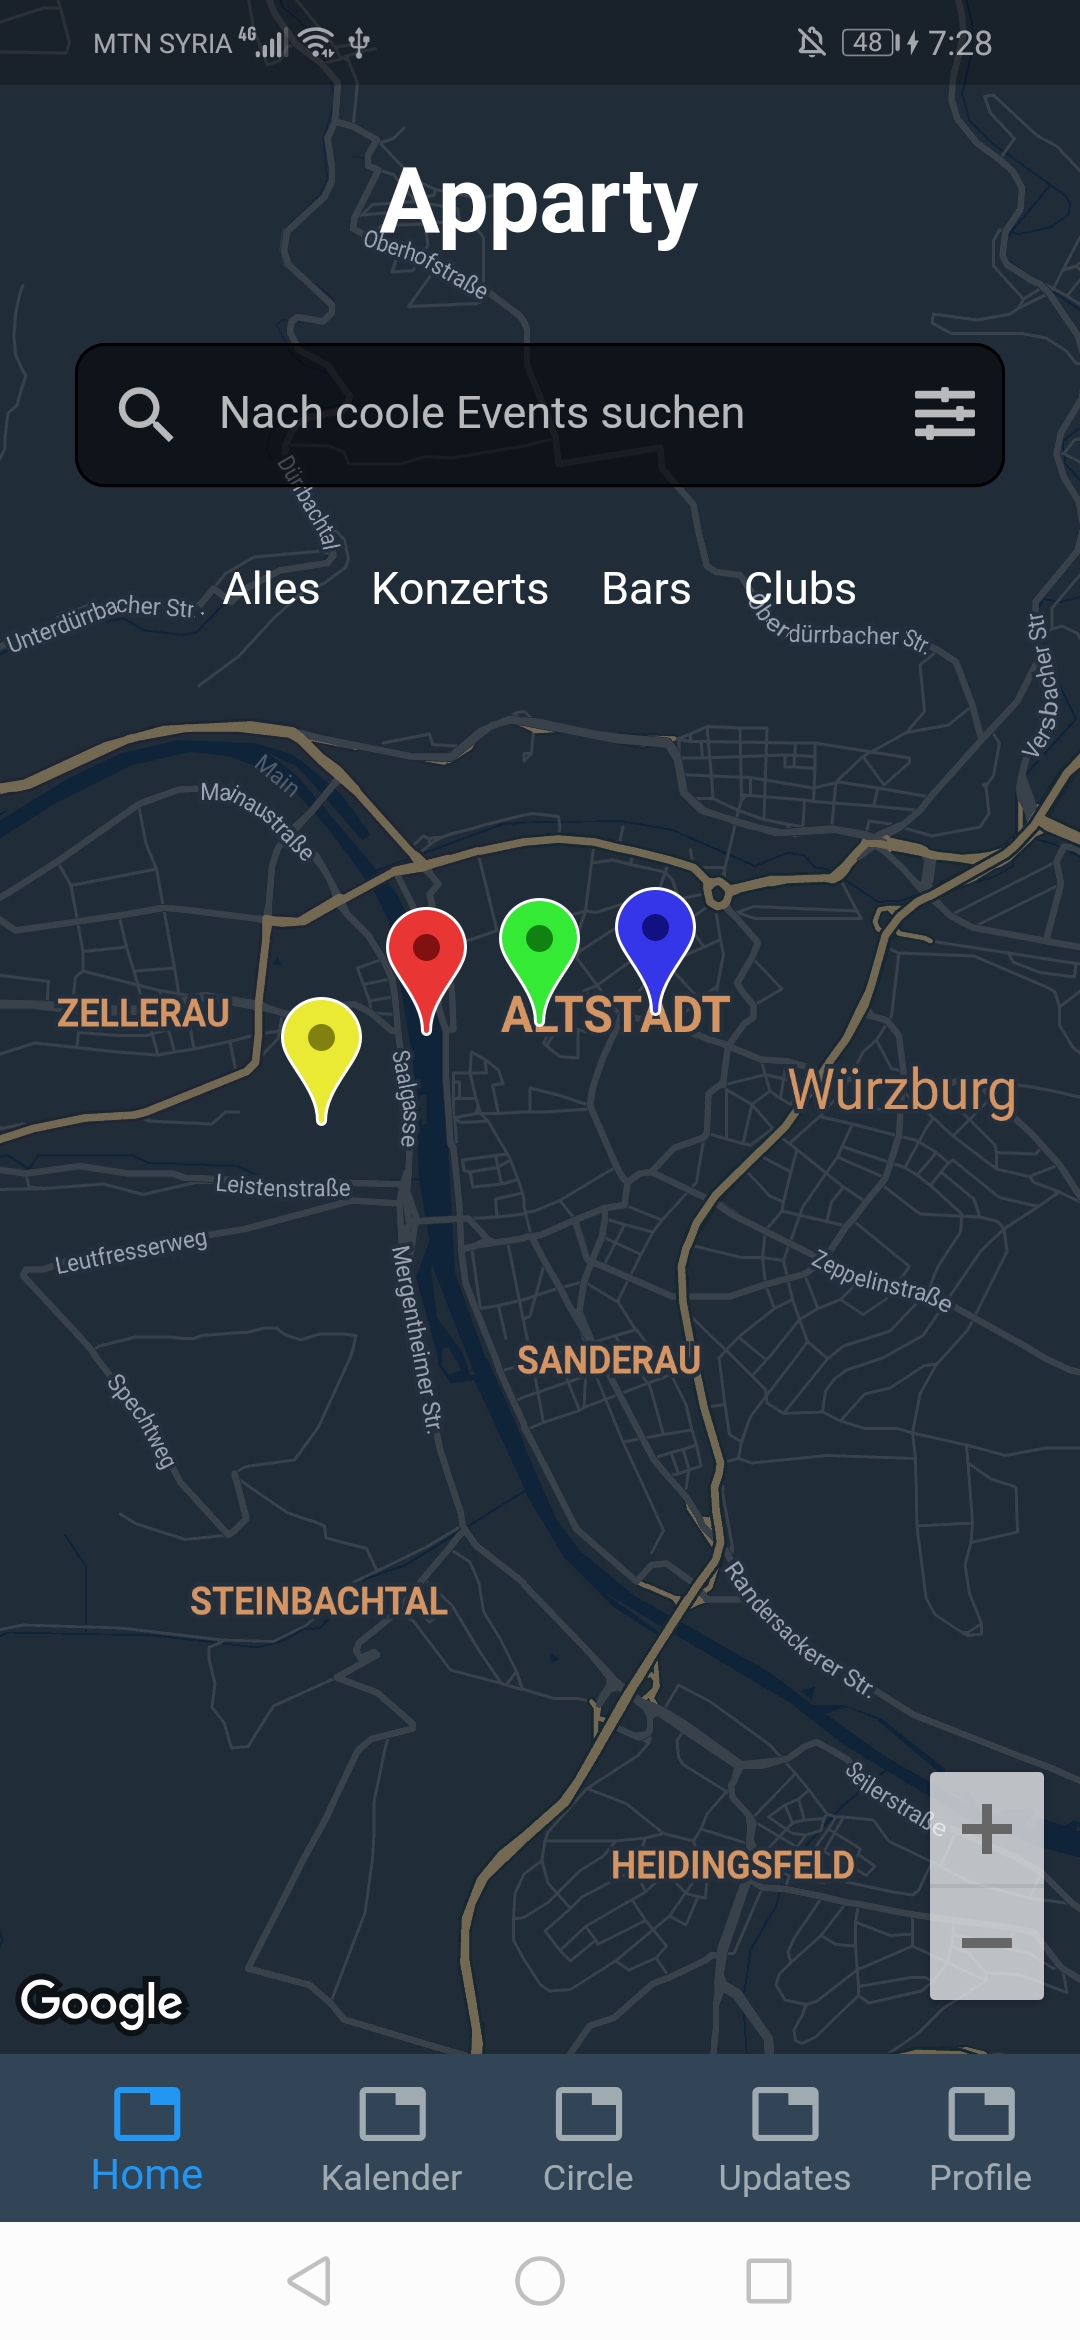 MTN SYRIA 4G 48 7:28
Apparty
Oberhofstraße
Nach coole Events suchen
Dürrbachtal
Alles Konzerts Bars Clubs
Unterdürrbacher Str.
Oberdürrbacher Str.
Versbacher Str
Main
Mainaustraße
ZELLERAU
ALTSTADT
Würzburg
Saalgasse
Leistenstraße
Leutfresserweg
Mergentheimer Str.
Zeppelinstraße
SANDERAU
Spechtweg
STEINBACHTAL
Randersackerer Str.
Seilerstraße
HEIDINGSFELD
Google
Home Kalender Circle Updates Profile